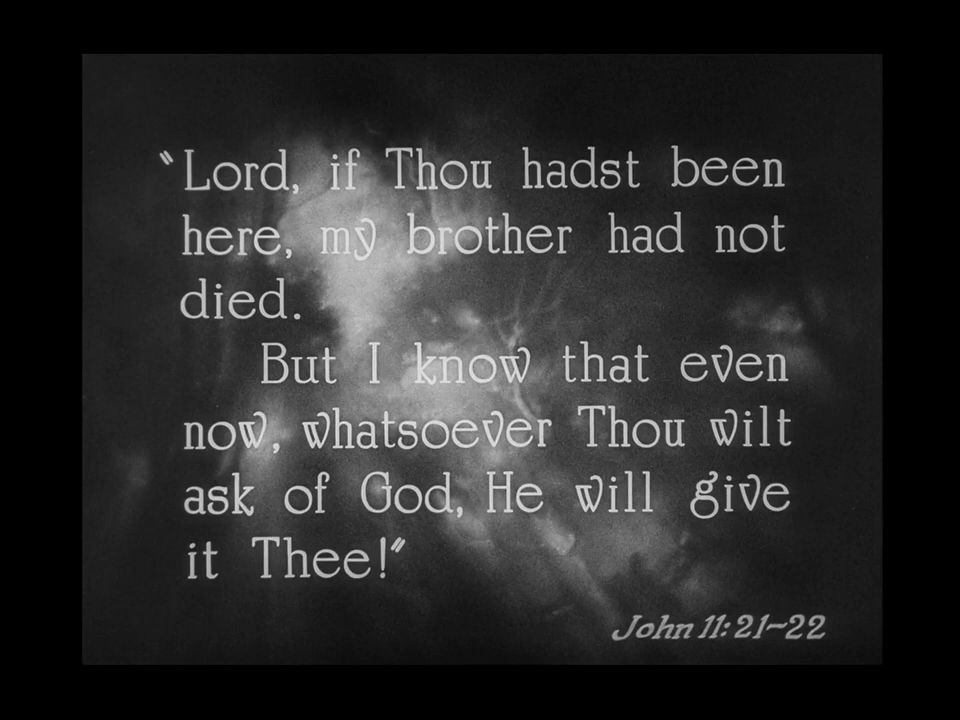 “Lord, if Thou hadst been
here, my brother had not
died.
But I know that even
now, whatsoever Thou wilt
ask of God, He will give
it Thee!”
John 11:21-22